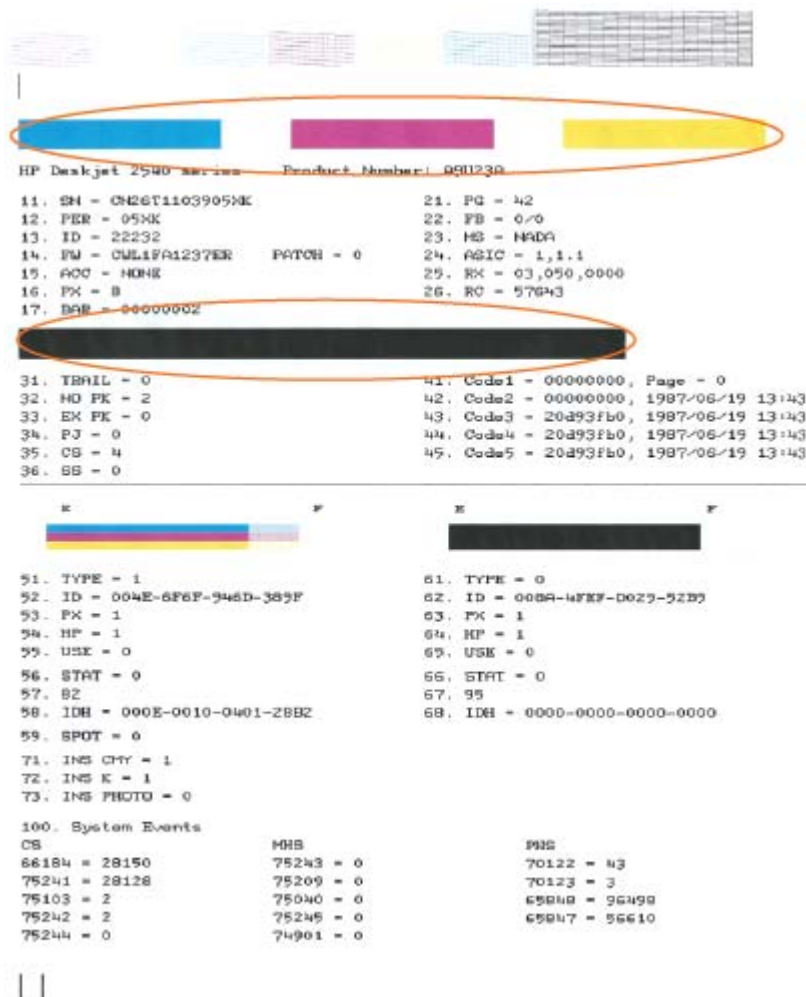 HP Deskjet 2540 series Product Number: A9U23A
11. SN = CN26T1103905XK 21. PG = 42
12. PER = 05XK 22. FB = 0/0
13. ID = 22232 23. MS = NADA
14. FW = CWL1FA1237ER PATCH = 0 24. ASIC = 1,1.1
15. ACC = NONE 25. RX = 03,050,0000
16. PX = B 26. RC = 57643
17. BAR = 00000002
31. TRAIL = 0 41. Code1 = 00000000, Page = 0
32. NO PK = 2 42. Code2 = 00000000, 1987/06/19 13:43
33. EX PK = 0 43. Code3 = 20d93fb0, 1987/06/19 13:43
34. PJ = 0 44. Code4 = 20d93fb0, 1987/06/19 13:43
35. CS = 4 45. Code5 = 20d93fb0, 1987/06/19 13:43
36. SS = 0
E F E F
51. TYPE = 1 61. TYPE = 0
52. ID = 004E-6F6F-946D-389F 62. ID = 008A-4FEF-D029-52B9
53. PX = 1 63. PX = 1
54. HP = 1 64. HP = 1
55. USE = 0 65. USE = 0
56. STAT = 0 66. STAT = 0
57. 82 67. 95
58. IDH = 000E-0010-0401-28B2 68. IDH = 0000-0000-0000-0000
59. SPOT = 0
71. INS CMY = 1
72. INS K = 1
73. INS PHOTO = 0
100. System Events
CS MHS PNS
66184 = 28150 75243 = 0 70122 = 43
75241 = 28128 75209 = 0 70123 = 3
75103 = 2 75040 = 0 65848 = 96498
75242 = 2 75245 = 0 65847 = 56610
75244 = 0 74901 = 0